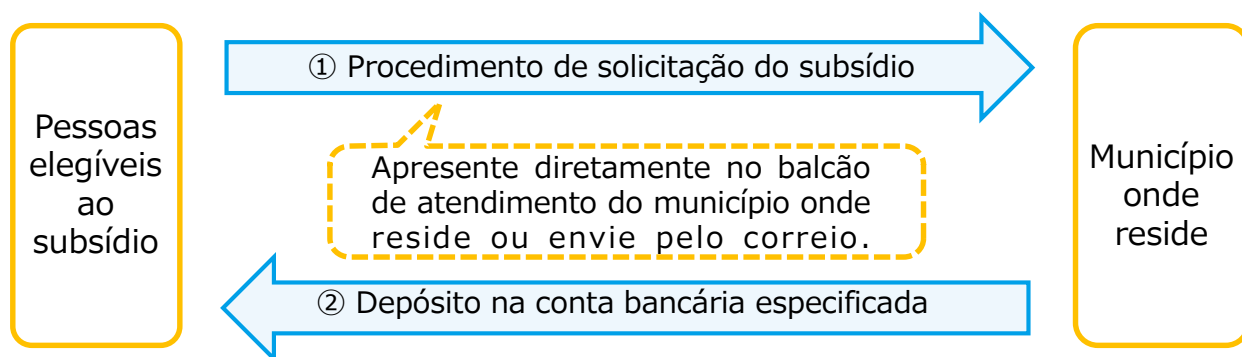 Pessoas
elegíveis
ao
subsídio
① Procedimento de solicitação do subsídio
Apresente diretamente no balcão
de atendimento do município onde
reside ou envie pelo correio.
② Depósito na conta bancária especificada
Município
onde
reside